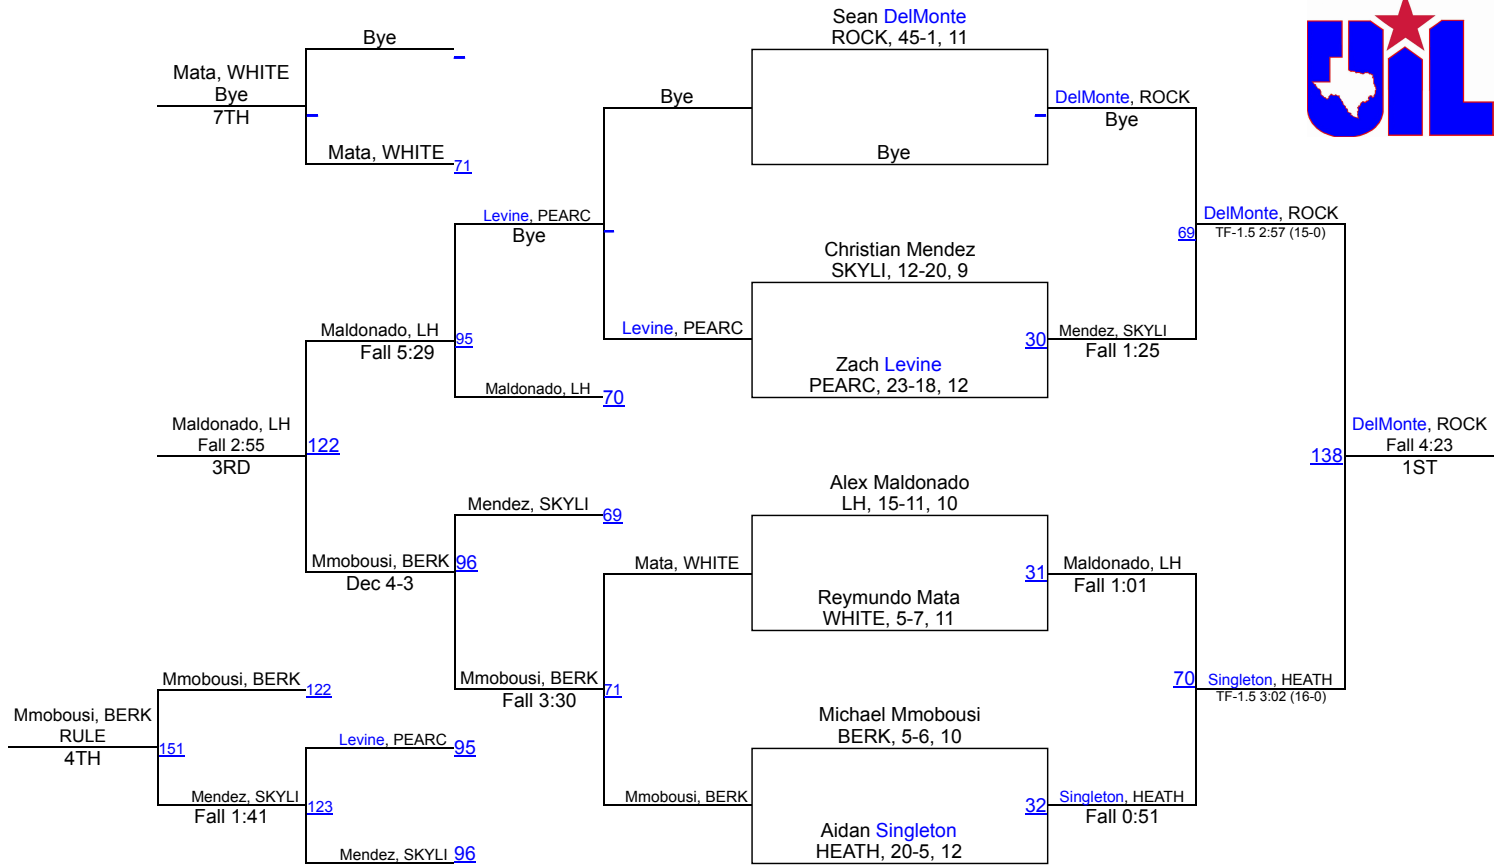 Sean DelMonte
ROCK, 45-1, 11
UIL
Bye
Mata, WHITE
Bye
7TH
Mata, WHITE 71
Bye
DelMonte, ROCK
Bye
Bye
Levine, PEARC
Bye
DelMonte, ROCK
69 TF-1.5 2:57 (15-0)
Christian Mendez
SKYLI, 12-20, 9
Levine, PEARC
30 Mendez, SKYLI
Fall 1:25
Zach Levine
PEARC, 23-18, 12
Maldonado, LH 95
Fall 5:29
Maldonado, LH 70
Maldonado, LH
Fall 2:55 122
3RD
DelMonte, ROCK
138 Fall 4:23
1ST
Alex Maldonado
LH, 15-11, 10
Mendez, SKYLI 69
Mmobousi, BERK 96
Dec 4-3
Mata, WHITE
31 Maldonado, LH
Fall 1:01
Reymundo Mata
WHITE, 5-7, 11
Mmobousi, BERK 71
Fall 3:30
70 Singleton, HEATH
TF-1.5 3:02 (16-0)
Mmobousi, BERK 122
Mmobousi, BERK
RULE 151
4TH
Levine, PEARC 95
Michael Mmobousi
BERK, 5-6, 10
Mendez, SKYLI 123
Fall 1:41
Mmobousi, BERK
32 Singleton, HEATH
Fall 0:51
Aidan Singleton
HEATH, 20-5, 12
Mendez, SKYLI 96